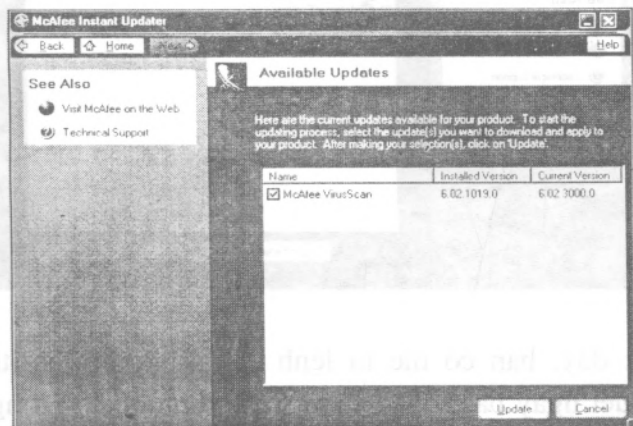 McAfee Instant Updater
Back Home Next Help
See Also
Visit McAfee on the Web
Technical Support
Available Updates
Here are the current updates available for your product. To start the
updating process, select the update(s) you want to download and apply to
your product. After making your selection(s), click on 'Update'.
Name Installed Version Current Version
McAfee VirusScan 6.02.1019.0 6.02.3000.0
Update Cancel